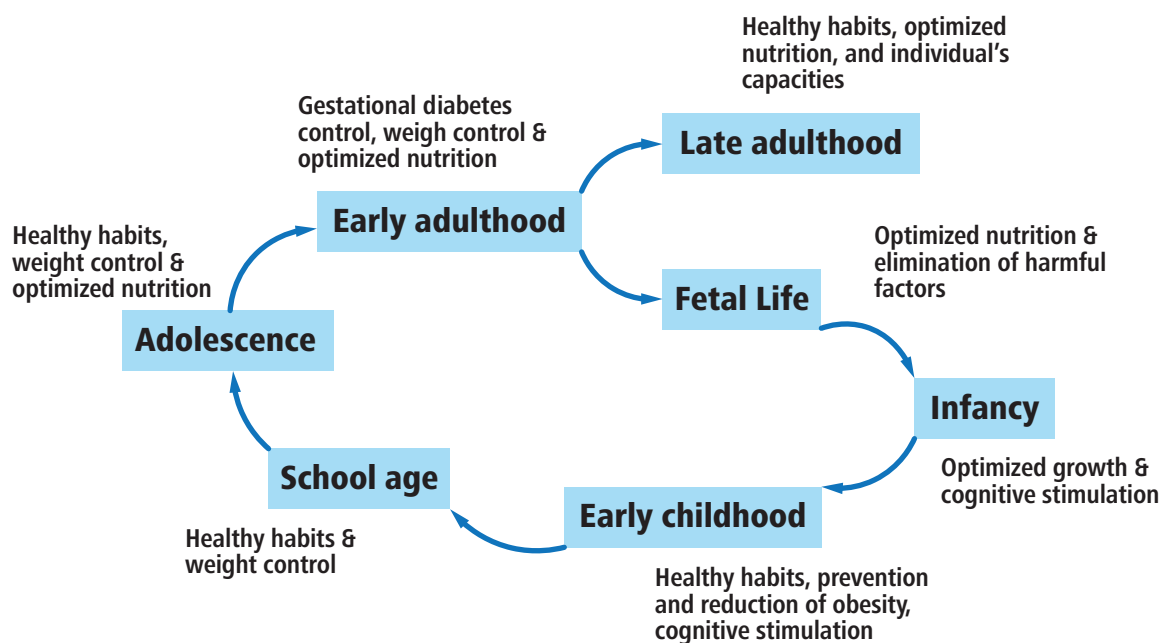 Healthy habits, optimized
nutrition, and individual's
capacities
Late adulthood
Gestational diabetes
control, weigh control &
optimized nutrition
Early adulthood
Healthy habits,
weight control &
optimized nutrition
Adolescence
Optimized nutrition &
elimination of harmful
factors
Fetal Life
Infancy
Optimized growth &
cognitive stimulation
School age
Healthy habits &
weight control
Early childhood
Healthy habits, prevention
and reduction of obesity,
cognitive stimulation